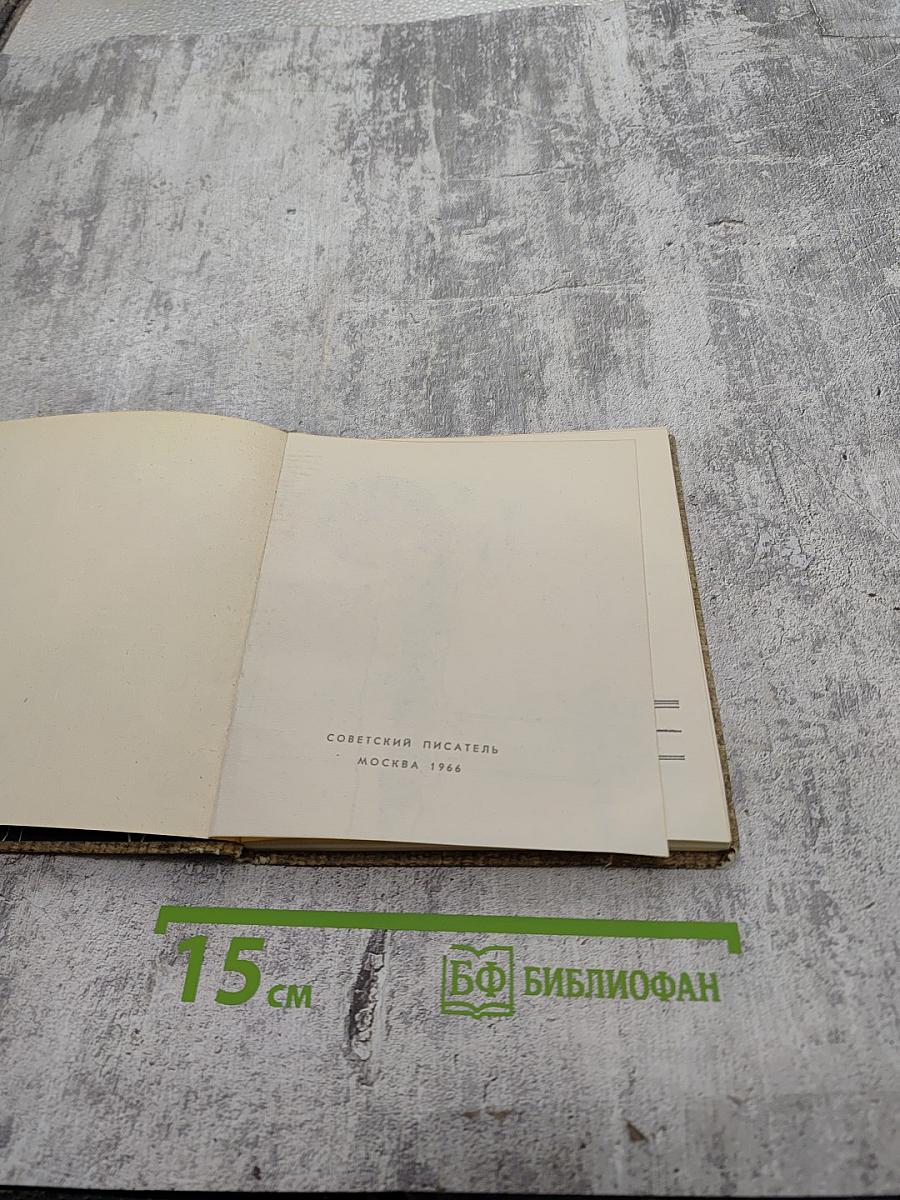 СОВЕТСКИЙ ПИСАТЕЛЬ
МОСКВА 1966
15 см
БФ БИБЛИОФАН